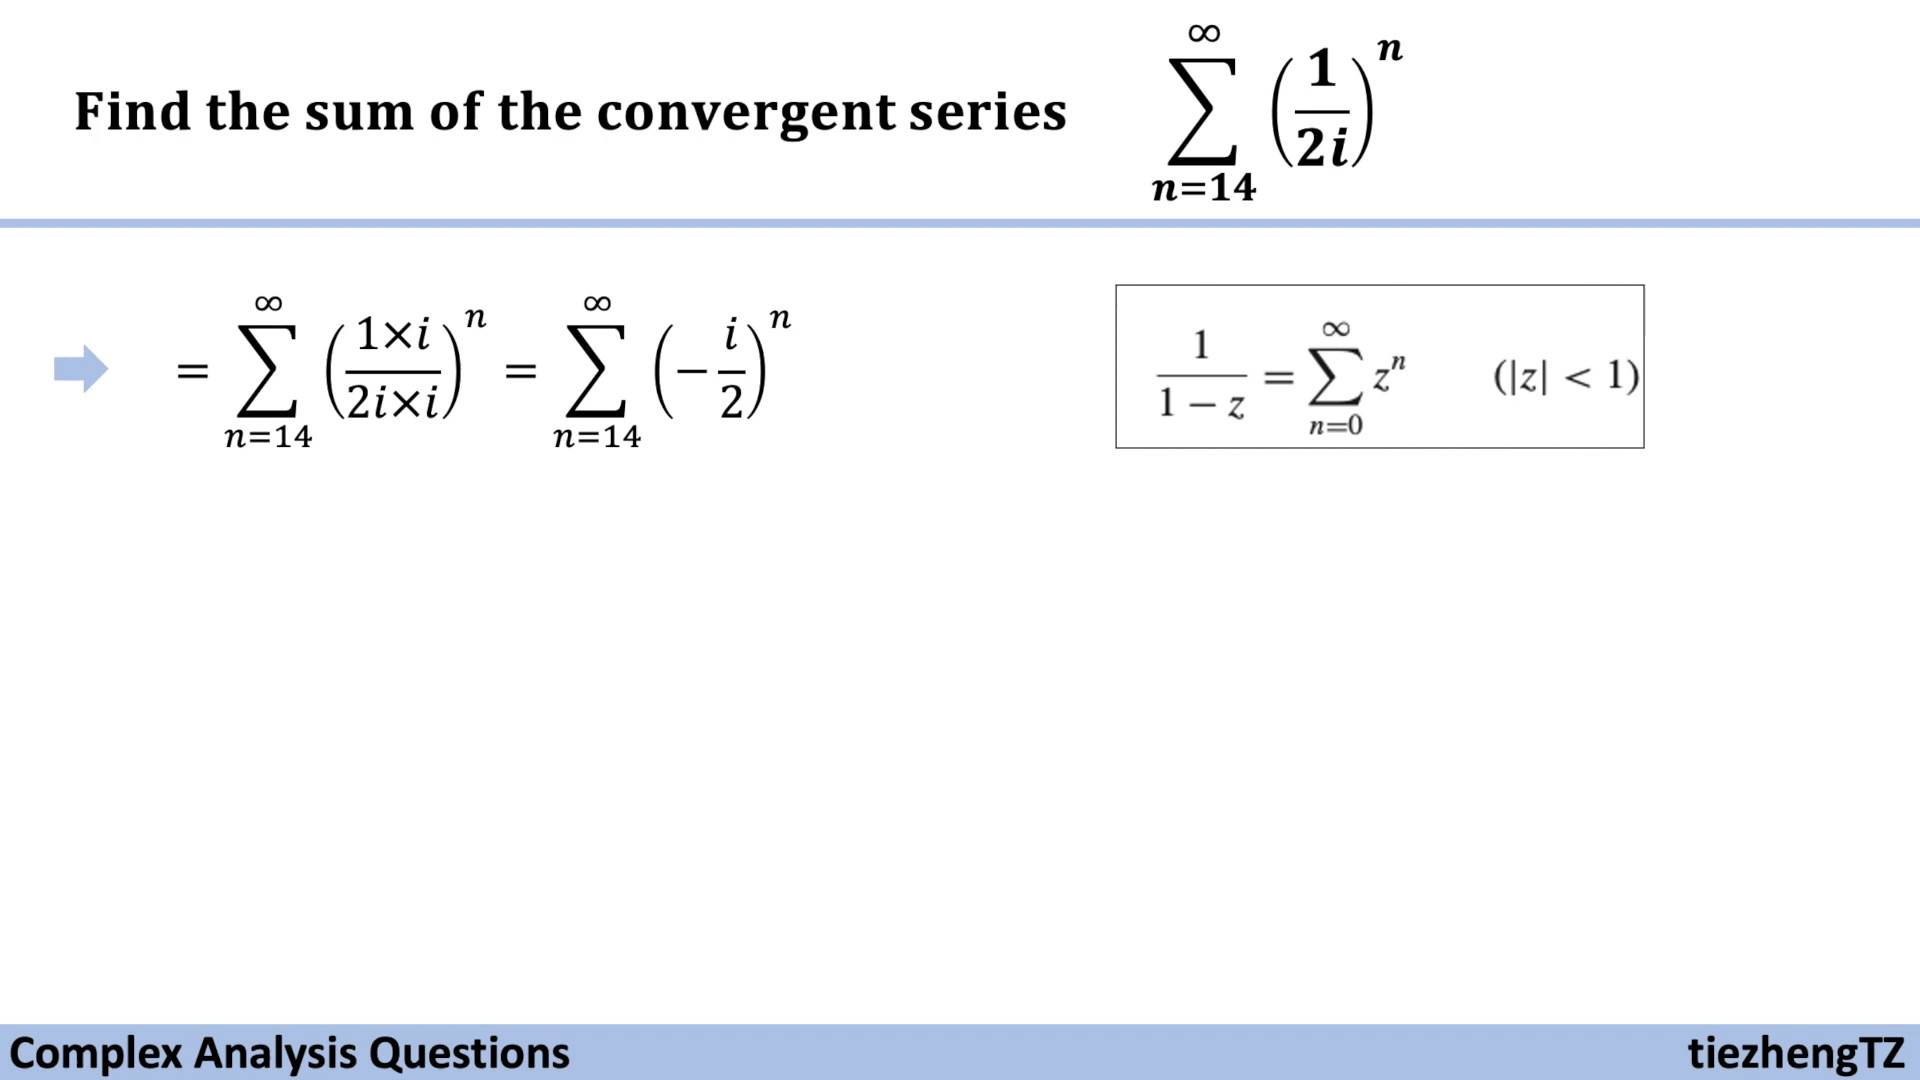 Find the sum of the convergent series ∑_{n=14}^{∞} (1/2i)^n
= ∑_{n=14}^{∞} (1×i/2i×i)^n = ∑_{n=14}^{∞} (−i/2)^n
1/(1 − z) = ∑_{n=0}^{∞} z^n (|z| < 1)
Complex Analysis Questions
tiezhengTZ